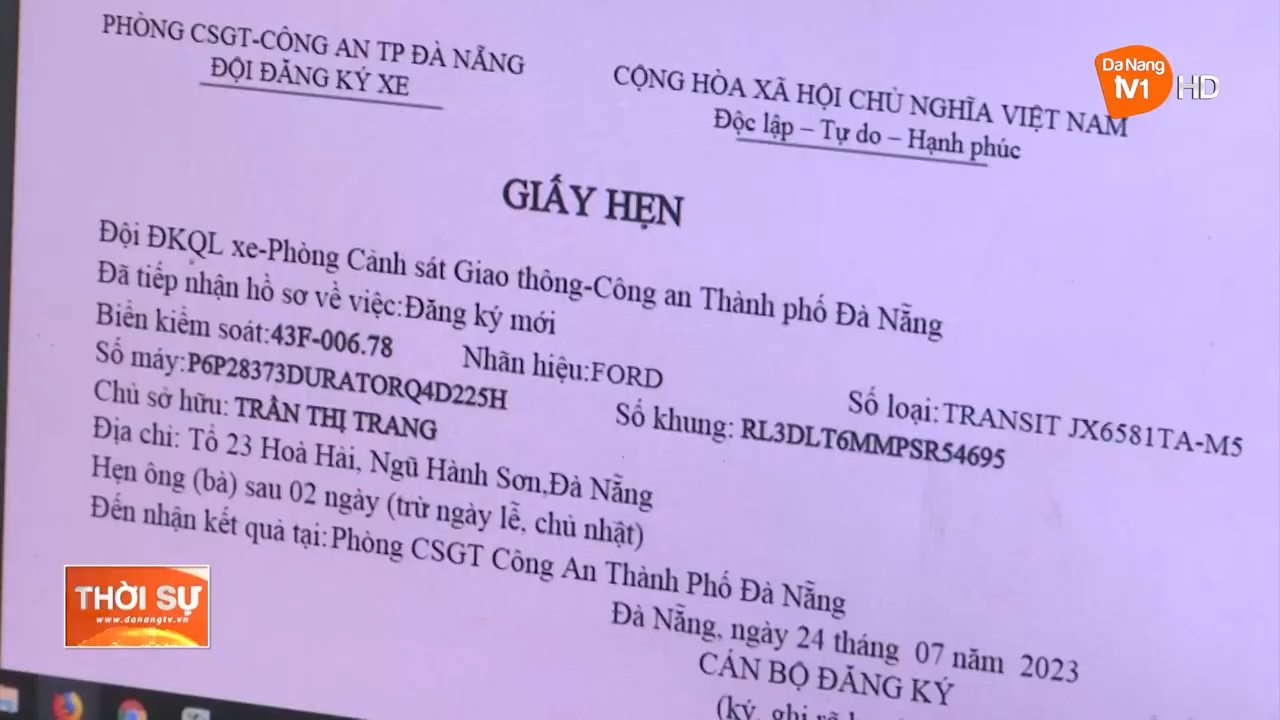 PHÒNG CSGT-CÔNG AN TP ĐÀ NẴNG
ĐỘI ĐĂNG KÝ XE
CỘNG HÒA XÃ HỘI CHỦ NGHĨA VIỆT NAM
Độc lập – Tự do – Hạnh phúc
Da Nang
TV1 HD
GIẤY HẸN
Đội ĐKQL xe-Phòng Cảnh sát Giao thông-Công an Thành phố Đà Nẵng
Đã tiếp nhận hồ sơ về việc:Đăng ký mới
Biển kiểm soát:43F-006.78 Nhãn hiệu:FORD Số loại:TRANSIT JX6581TA-M5
Số máy:P6P28373DURATORQ4D225H Số khung: RL3DLT6MMPSR54695
Chủ sở hữu: TRẦN THỊ TRANG
Địa chỉ: Tổ 23 Hoà Hải, Ngũ Hành Sơn,Đà Nẵng
Hẹn ông (bà) sau 02 ngày (trừ ngày lễ, chủ nhật)
Đến nhận kết quả tại:Phòng CSGT Công An Thành Phố Đà Nẵng
Đà Nẵng, ngày 24 tháng 07 năm 2023
CÁN BỘ ĐĂNG KÝ
(ký, ghi rõ
THỜI SỰ
www.danangtv.vn